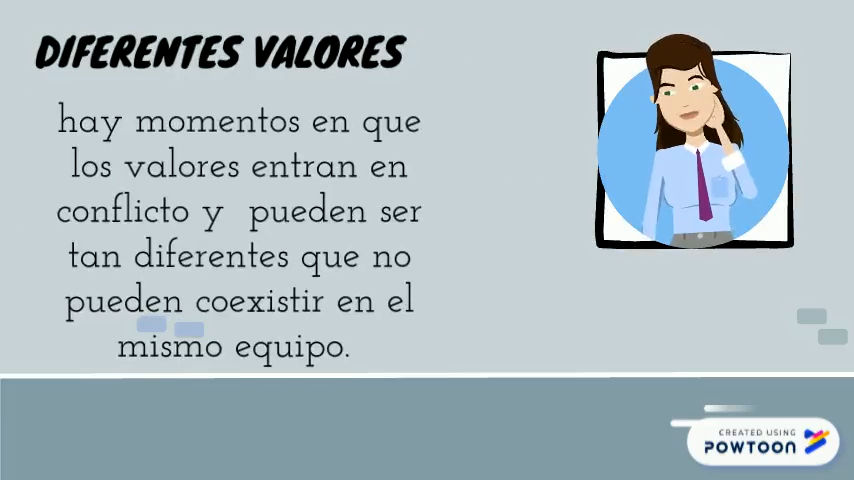 DIFERENTES VALORES
hay momentos en que
los valores entran en
conflicto y pueden ser
tan diferentes que no
pueden coexistir en el
mismo equipo.
CREATED USING
POWTOON